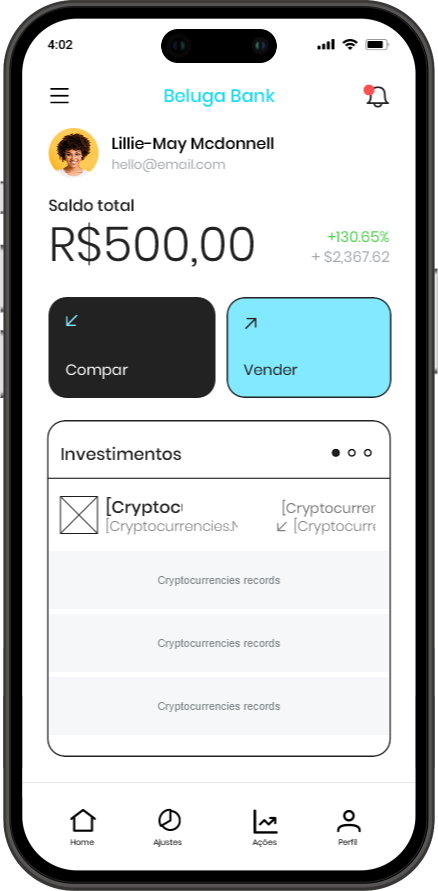 4:02
Beluga Bank
Lillie-May Mcdonnell
hello@email.com
Saldo total
R$500,00
+130.65%
+ $2,367.62
Compar
Vender
Investimentos
[Cryptoc
[Cryptocurrer
[Cryptocurrencies.N
[Cryptocurre
Cryptocurrencies records
Cryptocurrencies records
Cryptocurrencies records
Home
Ajustes
Ações
Perfil